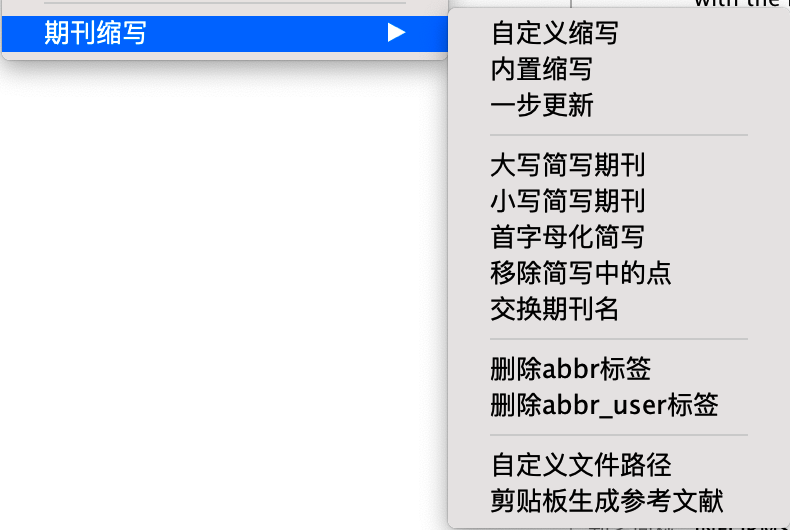 with the
期刊缩写
自定义缩写
内置缩写
一步更新
大写简写期刊
小写简写期刊
首字母化简写
移除简写中的点
交换期刊名
删除abbr标签
删除abbr_user标签
自定义文件路径
剪贴板生成参考文献